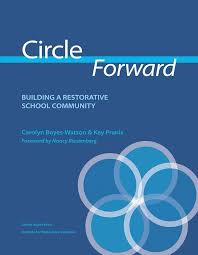 Circle
Forward
BUILDING A RESTORATIVE
SCHOOL COMMUNITY
Carolyn Boyes-Watson & Kay Pranis
Foreword by Nancy Riestenberg